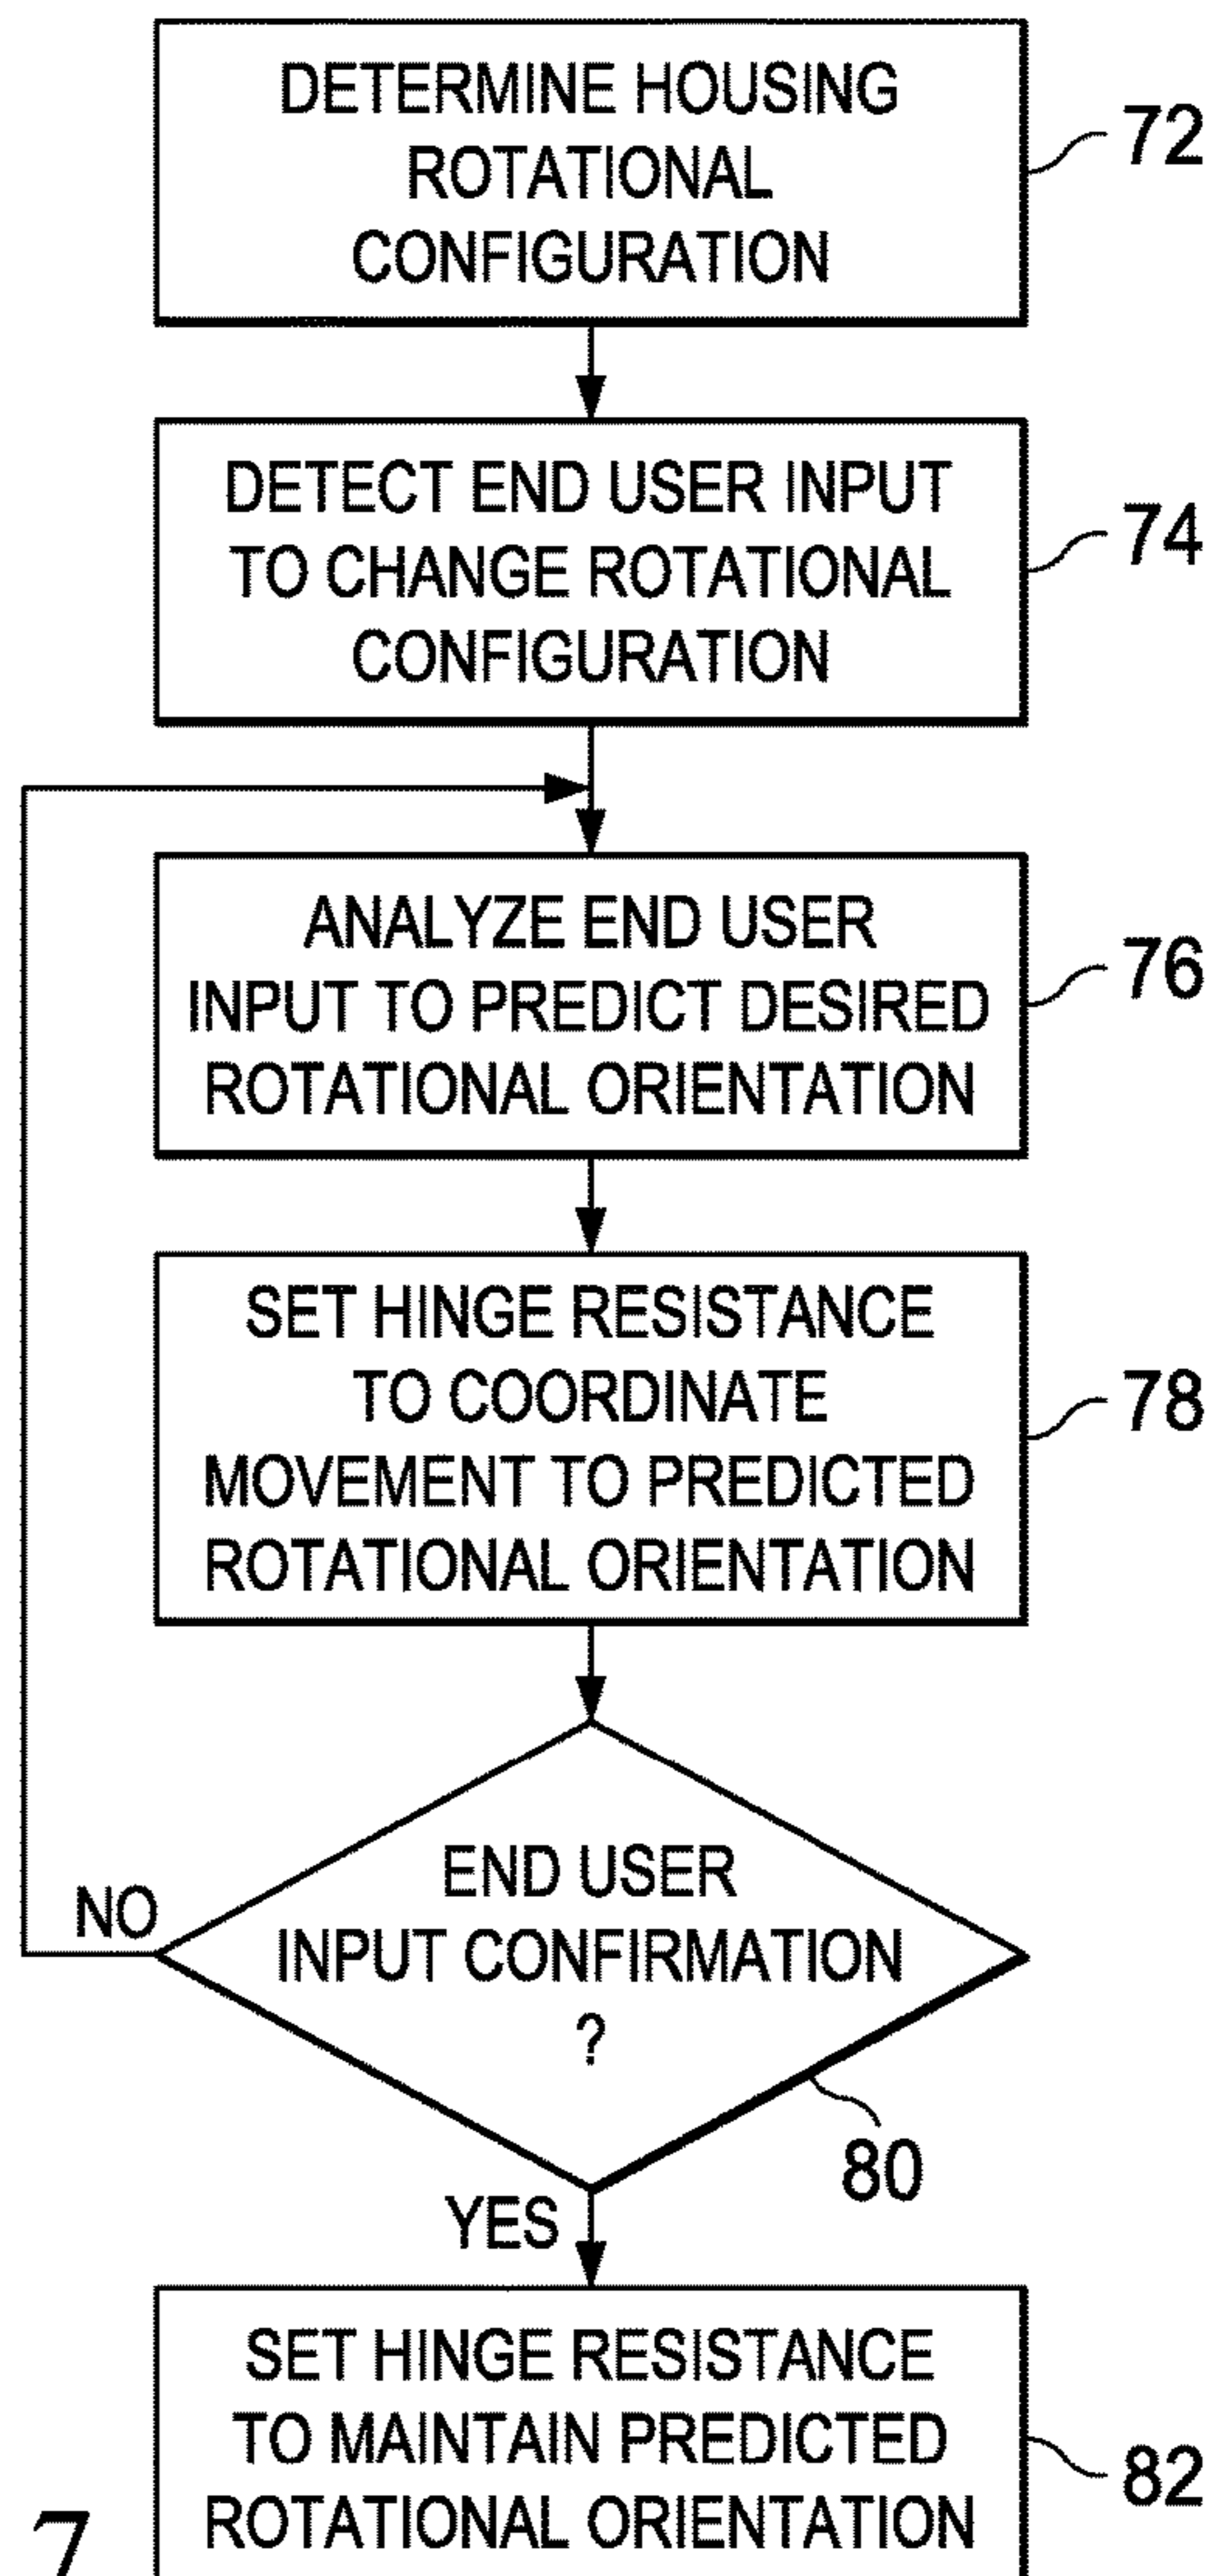 DETERMINE HOUSING
ROTATIONAL
CONFIGURATION
72
DETECT END USER INPUT
TO CHANGE ROTATIONAL
CONFIGURATION
74
ANALYZE END USER
INPUT TO PREDICT DESIRED
ROTATIONAL ORIENTATION
76
SET HINGE RESISTANCE
TO COORDINATE
MOVEMENT TO PREDICTED
ROTATIONAL ORIENTATION
78
END USER
INPUT CONFIRMATION
?
NO
80
YES
SET HINGE RESISTANCE
TO MAINTAIN PREDICTED
ROTATIONAL ORIENTATION
82
7